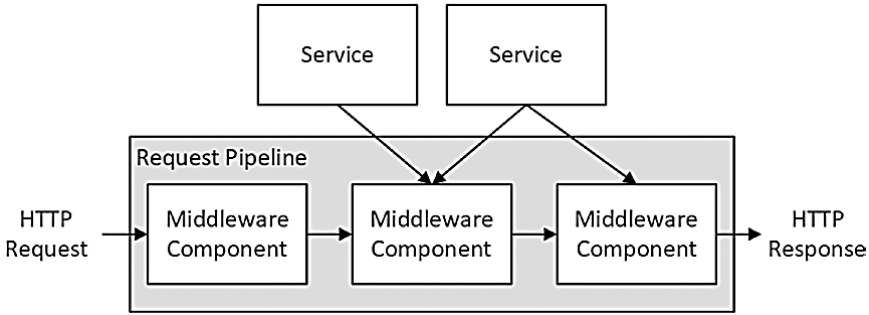 Service
Service
Request Pipeline
HTTP
Request
Middleware
Component
Middleware
Component
Middleware
Component
HTTP
Response